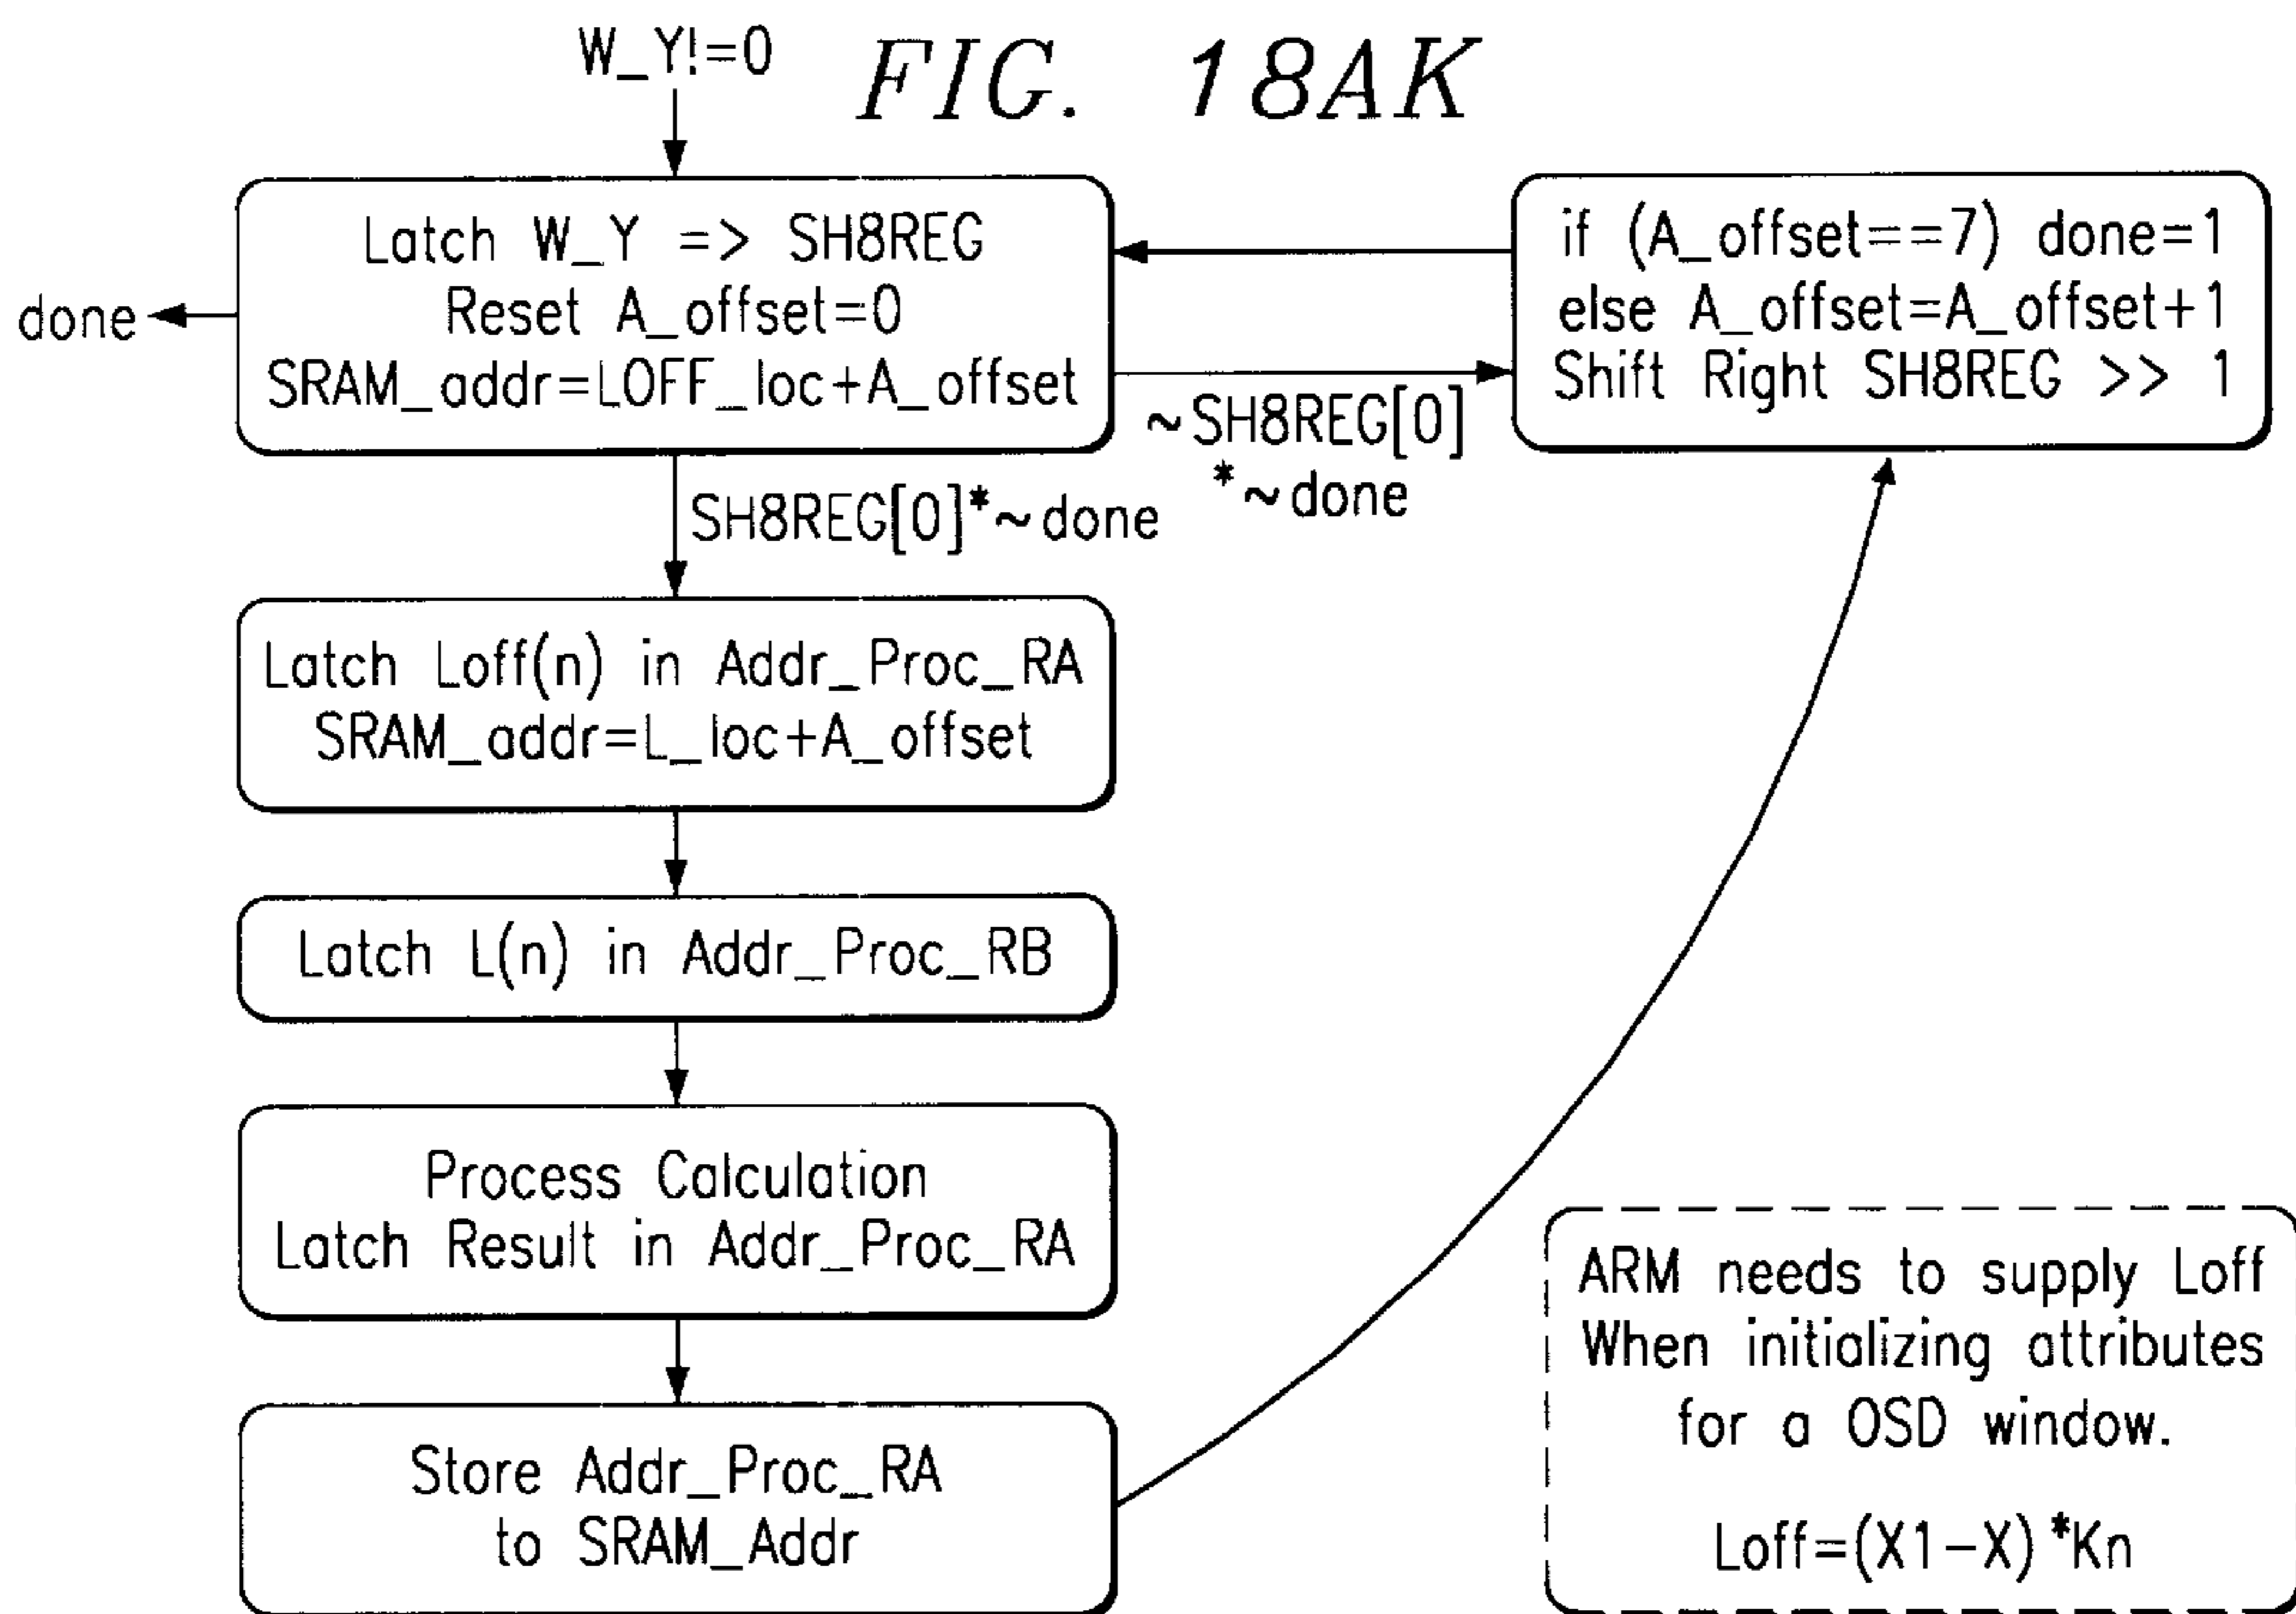 W_Y!=0
FIG. 18AK
Latch W_Y => SH8REG
Reset A_offset=0
SRAM_addr=LOFF_loc+A_offset
done
if (A_offset==7) done=1
else A_offset=A_offset+1
Shift Right SH8REG >> 1
~SH8REG[0]
*~done
SH8REG[0]*~done
Latch Loff(n) in Addr_Proc_RA
SRAM_addr=L_loc+A_offset
Latch L(n) in Addr_Proc_RB
Process Calculation
Latch Result in Addr_Proc_RA
Store Addr_Proc_RA
to SRAM_Addr
ARM needs to supply Loff
When initializing attributes
for a OSD window.
Loff=(X1-X)*Kn